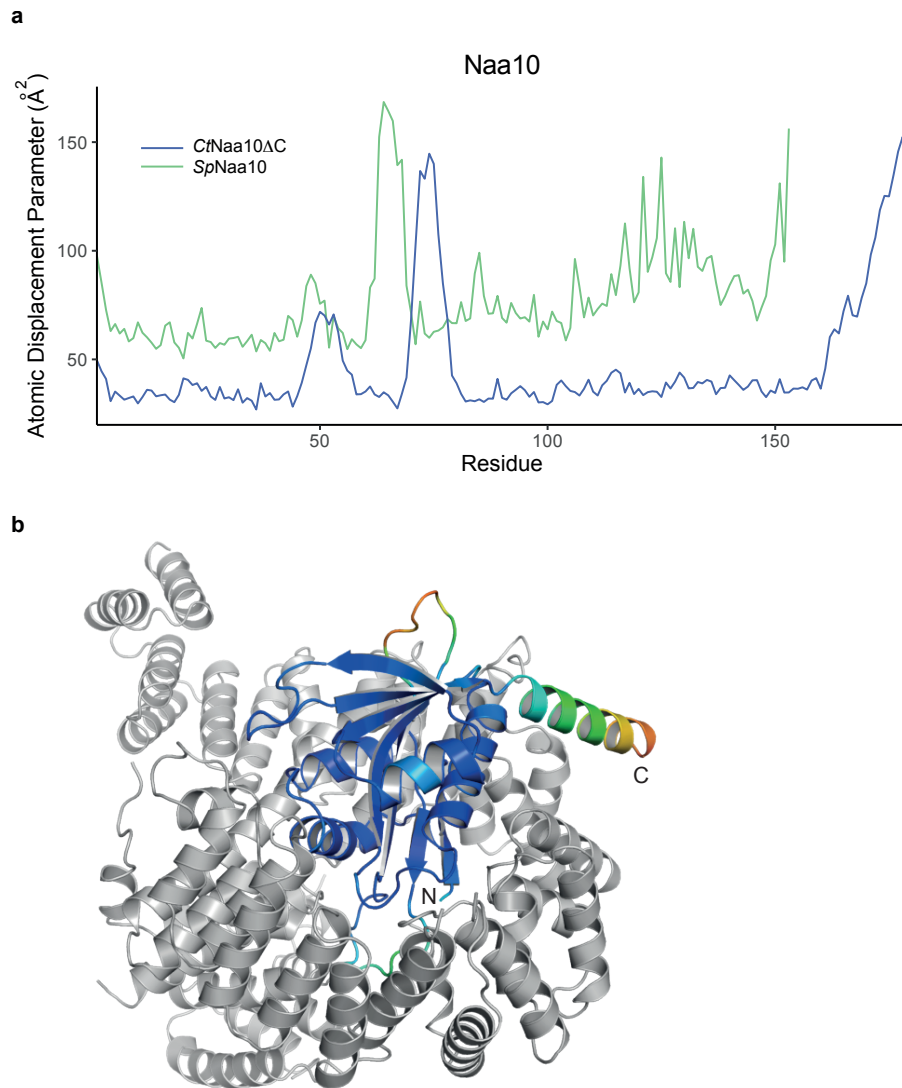 a
Naa10
Atomic Displacement Parameter (Å²)
CtNaa10ΔC
SpNaa10
150
100
50
50
100
150
Residue
b
N
C